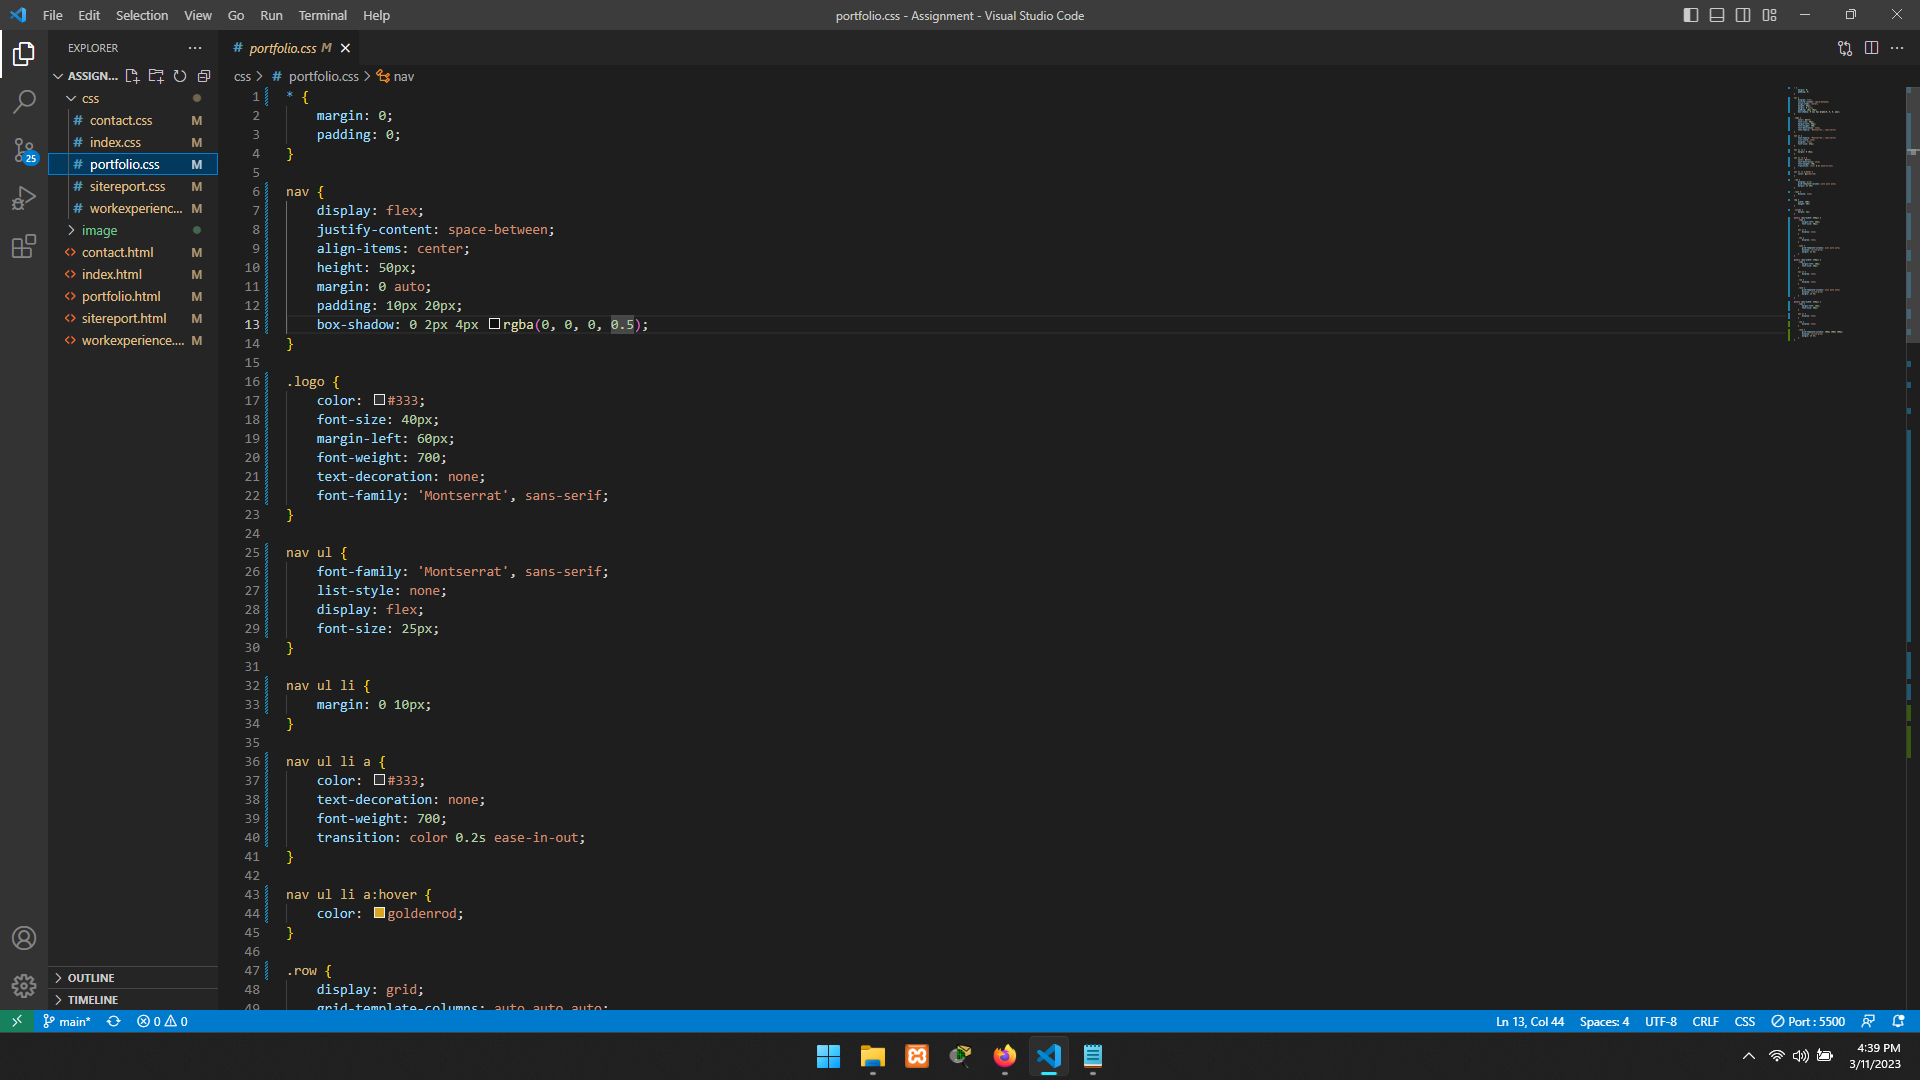 File Edit Selection View Go Run Terminal Help
portfolio.css - Assignment - Visual Studio Code
EXPLORER
ASSIGN...
css
# contact.css M
# index.css M
# portfolio.css M
# sitereport.css M
# workexperienc... M
image
<> contact.html M
<> index.html M
<> portfolio.html M
<> sitereport.html M
<> workexperience.... M
25
OUTLINE
TIMELINE
# portfolio.css M
css > # portfolio.css > nav
1 * {
2 margin: 0;
3 padding: 0;
4 }
5
6 nav {
7 display: flex;
8 justify-content: space-between;
9 align-items: center;
10 height: 50px;
11 margin: 0 auto;
12 padding: 10px 20px;
13 box-shadow: 0 2px 4px rgba(0, 0, 0, 0.5);
14 }
15
16 .logo {
17 color: #333;
18 font-size: 40px;
19 margin-left: 60px;
20 font-weight: 700;
21 text-decoration: none;
22 font-family: 'Montserrat', sans-serif;
23 }
24
25 nav ul {
26 font-family: 'Montserrat', sans-serif;
27 list-style: none;
28 display: flex;
29 font-size: 25px;
30 }
31
32 nav ul li {
33 margin: 0 10px;
34 }
35
36 nav ul li a {
37 color: #333;
38 text-decoration: none;
39 font-weight: 700;
40 transition: color 0.2s ease-in-out;
41 }
42
43 nav ul li a:hover {
44 color: goldenrod;
45 }
46
47 .row {
48 display: grid;
49 grid-template-columns: auto auto auto;
main* 0 0
Ln 13, Col 44 Spaces: 4 UTF-8 CRLF CSS Port : 5500
4:39 PM
3/11/2023